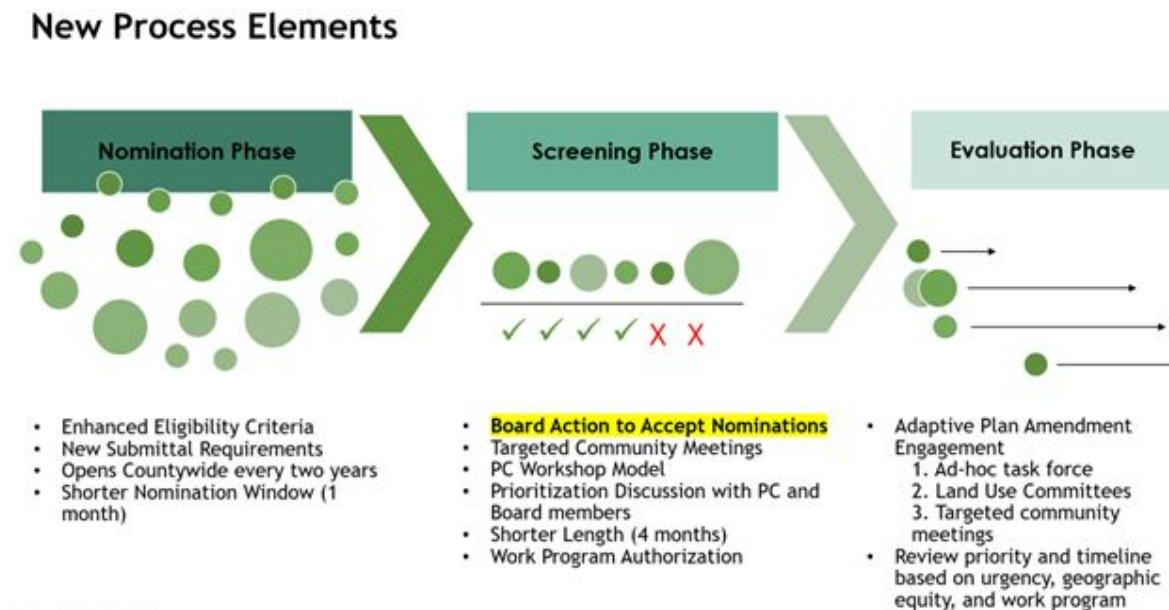 New Process Elements
Nomination Phase
Screening Phase
Evaluation Phase
✓ ✓ ✓ ✓ X X
• Enhanced Eligibility Criteria
• New Submittal Requirements
• Opens Countywide every two years
• Shorter Nomination Window (1
month)
• Board Action to Accept Nominations
• Targeted Community Meetings
• PC Workshop Model
• Prioritization Discussion with PC and
Board members
• Shorter Length (4 months)
• Work Program Authorization
• Adaptive Plan Amendment
Engagement
1. Ad-hoc task force
2. Land Use Committees
3. Targeted community
meetings
• Review priority and timeline
based on urgency, geographic
equity, and work program